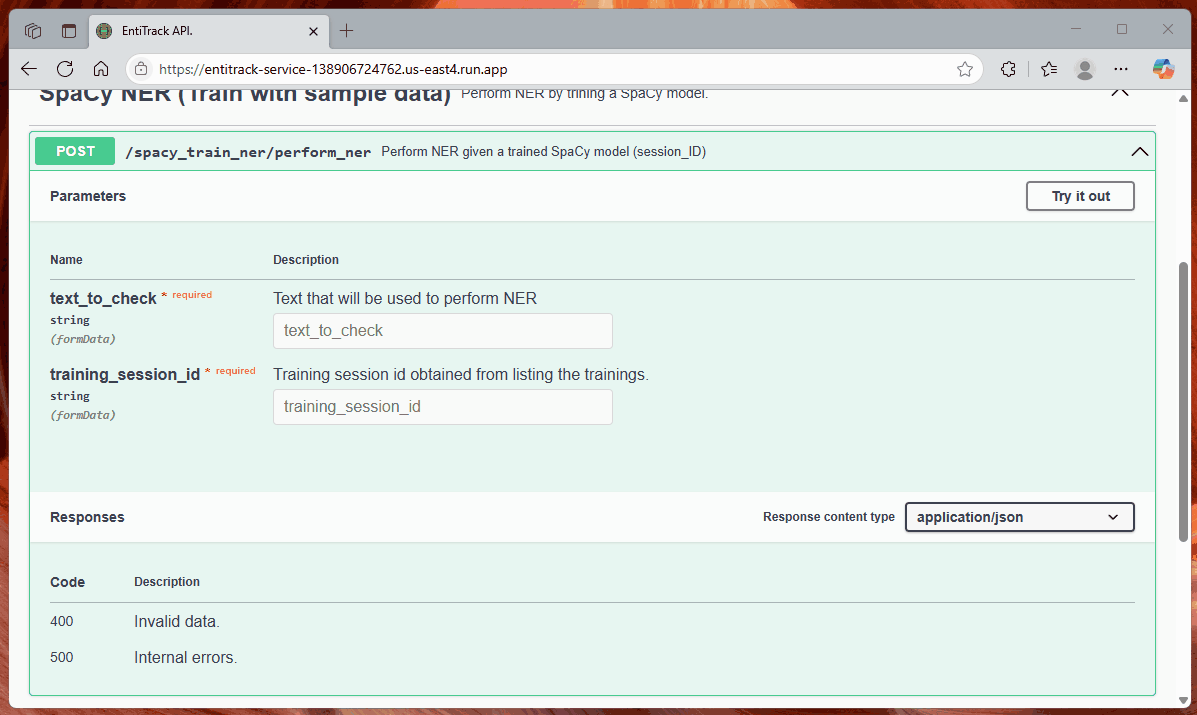 EntiTrack API.
https://entitrack-service-138906724762.us-east4.run.app
SpaCy NER (Train with sample data) Perform NER by trining a SpaCy model.
POST /spacy_train_ner/perform_ner Perform NER given a trained SpaCy model (session_ID)
Parameters Try it out
Name Description
text_to_check * required Text that will be used to perform NER
string text_to_check
(formData)
training_session_id * required Training session id obtained from listing the trainings.
string training_session_id
(formData)
Responses Response content type application/json
Code Description
400 Invalid data.
500 Internal errors.